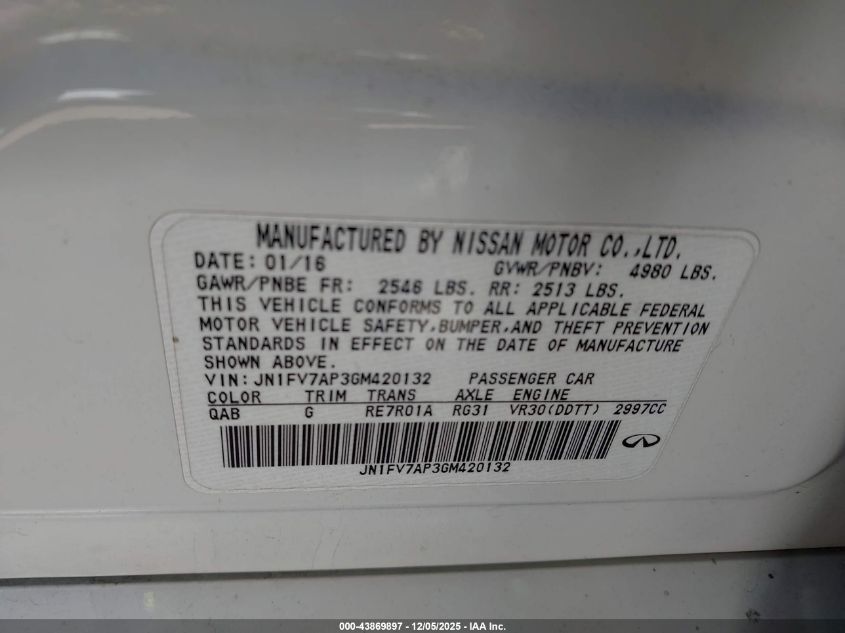 MANUFACTURED BY NISSAN MOTOR CO.,LTD.
DATE: 01/16 GVWR/PNBV: 4980 LBS.
GAWR/PNBE FR: 2546 LBS. RR: 2513 LBS.
THIS VEHICLE CONFORMS TO ALL APPLICABLE FEDERAL
MOTOR VEHICLE SAFETY,BUMPER,AND THEFT PREVENTION
STANDARDS IN EFFECT ON THE DATE OF MANUFACTURE
SHOWN ABOVE.
VIN:JN1FV7AP3GM420132 PASSENGER CAR
COLOR TRIM TRANS AXLE ENGINE
QAB G RE7R01A RG31 VR30(DDTT) 2997CC
JN1FV7AP3GM420132
000-43869897 - 12/05/2025 - IAA Inc.